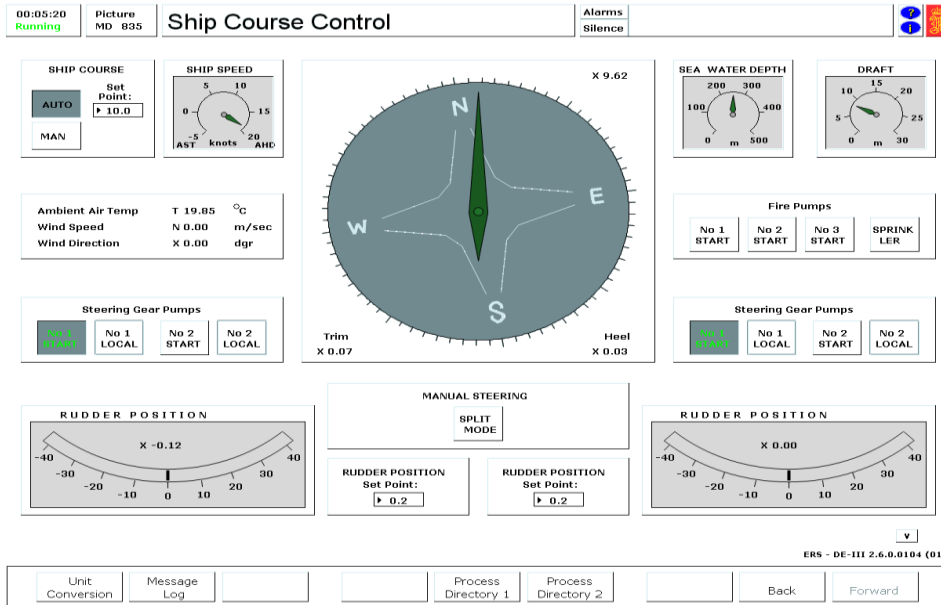 00:05:20
Running
Picture
MD 835
Ship Course Control
Alarms
Silence
?
i
SHIP COURSE
AUTO
MAN
Set
Point:
10.0
SHIP SPEED
-5 0 5 10 15 20
AST knots AHD
X 9.62
N
E
S
W
Trim
X 0.07
Heel
X 0.03
SEA WATER DEPTH
0 100 200 300 400 500
m
DRAFT
0 5 10 15 20 25 30
m
Ambient Air Temp T 19.85 °C
Wind Speed N 0.00 m/sec
Wind Direction X 0.00 dgr
Fire Pumps
No 1
START
No 2
START
No 3
START
SPRINK
LER
Steering Gear Pumps
No 1
START
No 1
LOCAL
No 2
START
No 2
LOCAL
Steering Gear Pumps
No 1
START
No 1
LOCAL
No 2
START
No 2
LOCAL
MANUAL STEERING
SPLIT
MODE
RUDDER POSITION
X -0.12
-40 -30 -20 -10 0 10 20 30 40
RUDDER POSITION
Set Point:
0.2
RUDDER POSITION
Set Point:
0.2
RUDDER POSITION
X 0.00
-40 -30 -20 -10 0 10 20 30 40
v
ERS - DE-III 2.6.0.0104 (01
Unit
Conversion
Message
Log
Process
Directory 1
Process
Directory 2
Back
Forward